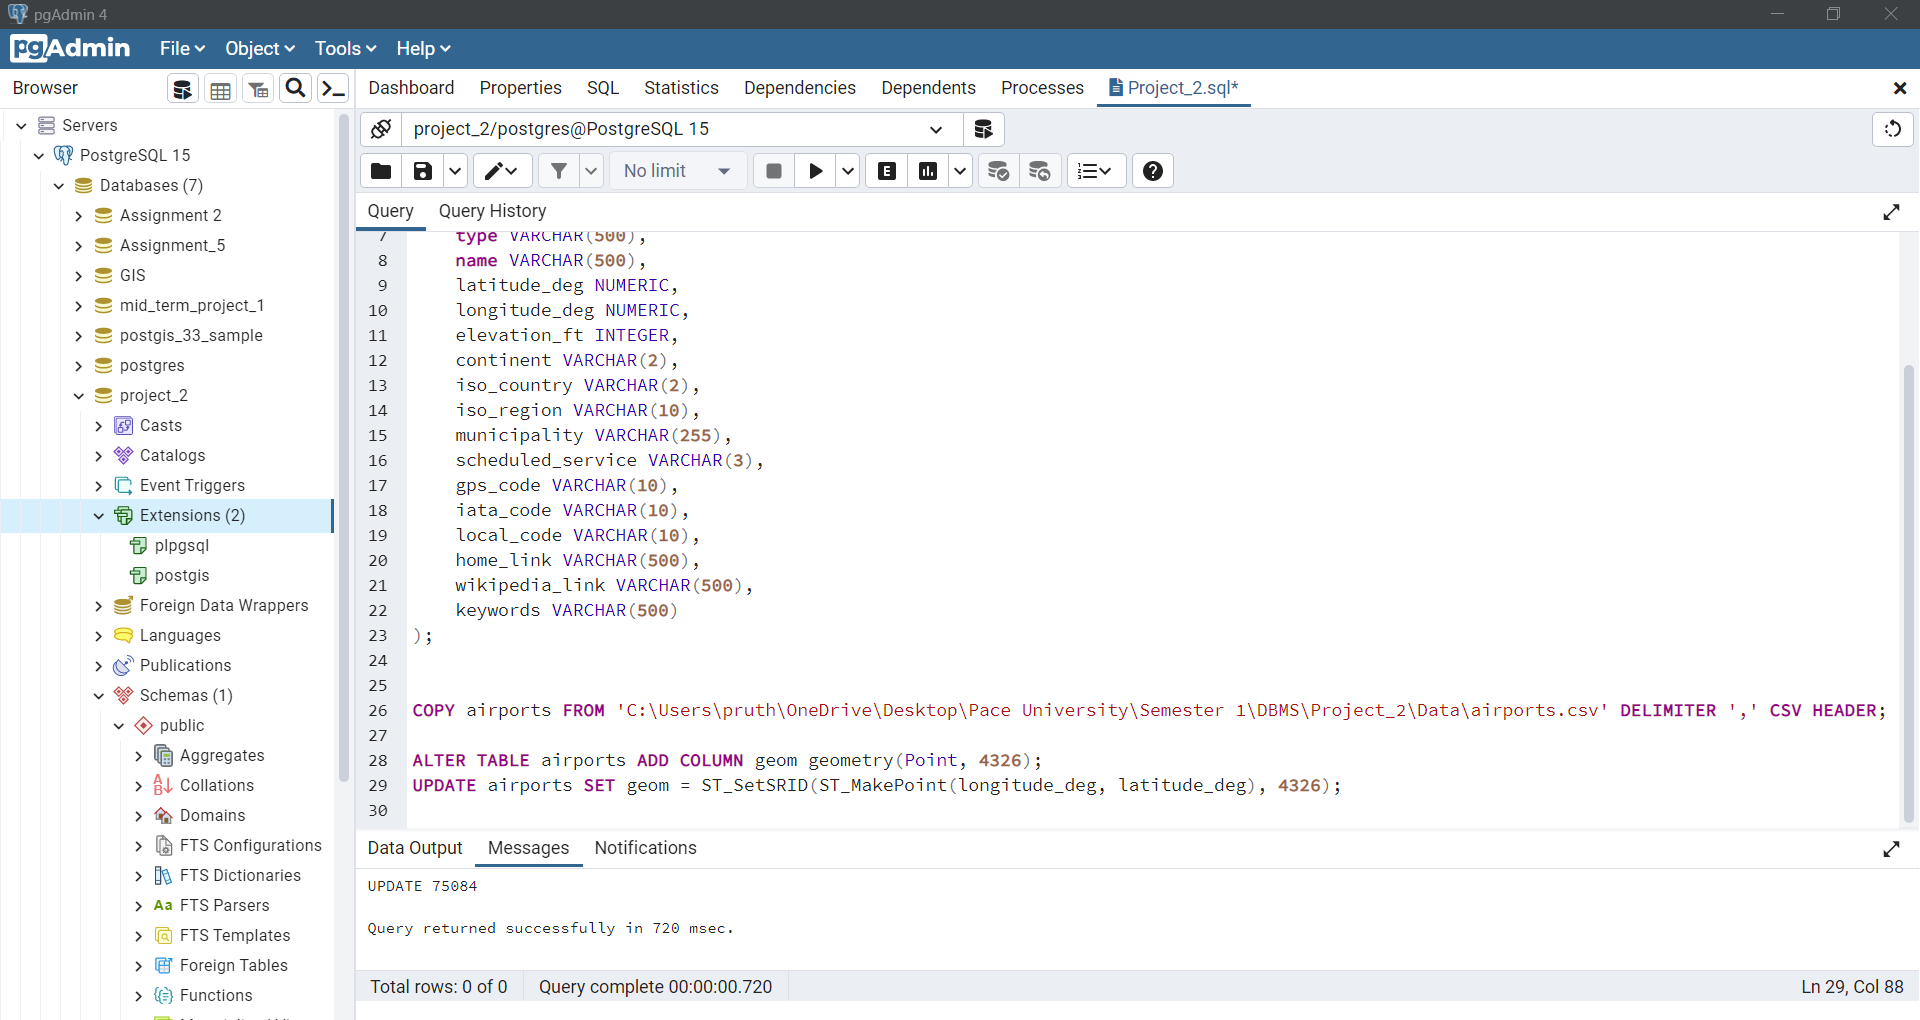 pgAdmin 4
pgAdmin File Object Tools Help
Browser
Dashboard Properties SQL Statistics Dependencies Dependents Processes Project_2.sql*
Servers
PostgreSQL 15
Databases (7)
Assignment 2
Assignment_5
GIS
mid_term_project_1
postgis_33_sample
postgres
project_2
Casts
Catalogs
Event Triggers
Extensions (2)
plpgsql
postgis
Foreign Data Wrappers
Languages
Publications
Schemas (1)
public
Aggregates
Collations
Domains
FTS Configurations
FTS Dictionaries
Aa FTS Parsers
FTS Templates
Foreign Tables
Functions
project_2/postgres@PostgreSQL 15
No limit
E
Query Query History
7 type VARCHAR(500),
8 name VARCHAR(500),
9 latitude_deg NUMERIC,
10 longitude_deg NUMERIC,
11 elevation_ft INTEGER,
12 continent VARCHAR(2),
13 iso_country VARCHAR(2),
14 iso_region VARCHAR(10),
15 municipality VARCHAR(255),
16 scheduled_service VARCHAR(3),
17 gps_code VARCHAR(10),
18 iata_code VARCHAR(10),
19 local_code VARCHAR(10),
20 home_link VARCHAR(500),
21 wikipedia_link VARCHAR(500),
22 keywords VARCHAR(500)
23 );
24
25
26 COPY airports FROM 'C:\Users\pruth\OneDrive\Desktop\Pace University\Semester 1\DBMS\Project_2\Data\airports.csv' DELIMITER ',' CSV HEADER;
27
28 ALTER TABLE airports ADD COLUMN geom geometry(Point, 4326);
29 UPDATE airports SET geom = ST_SetSRID(ST_MakePoint(longitude_deg, latitude_deg), 4326);
30
Data Output Messages Notifications
UPDATE 75084
Query returned successfully in 720 msec.
Total rows: 0 of 0 Query complete 00:00:00.720 Ln 29, Col 88